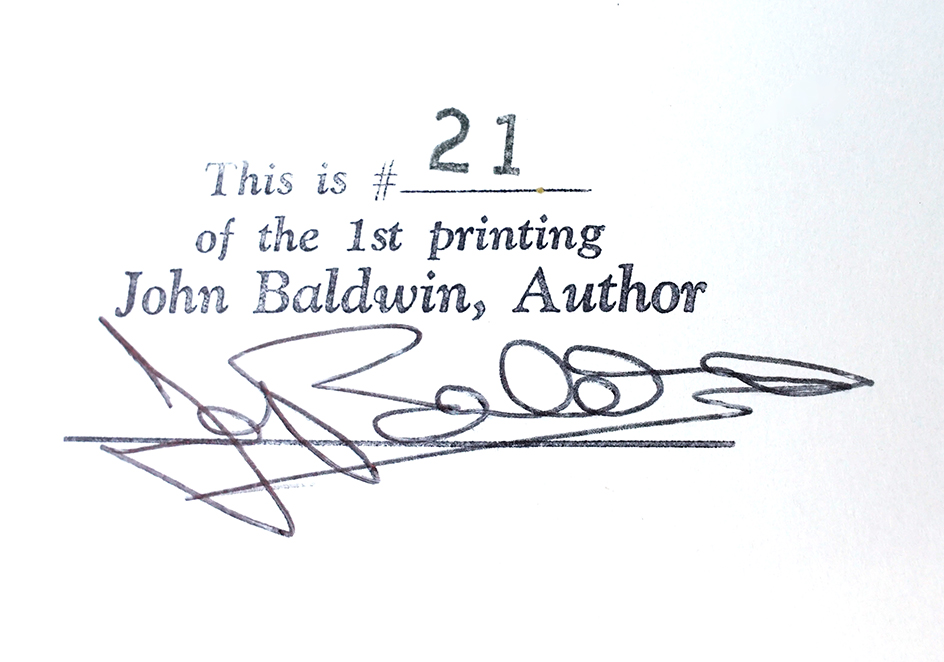 This is # 21
of the 1st printing
John Baldwin, Author